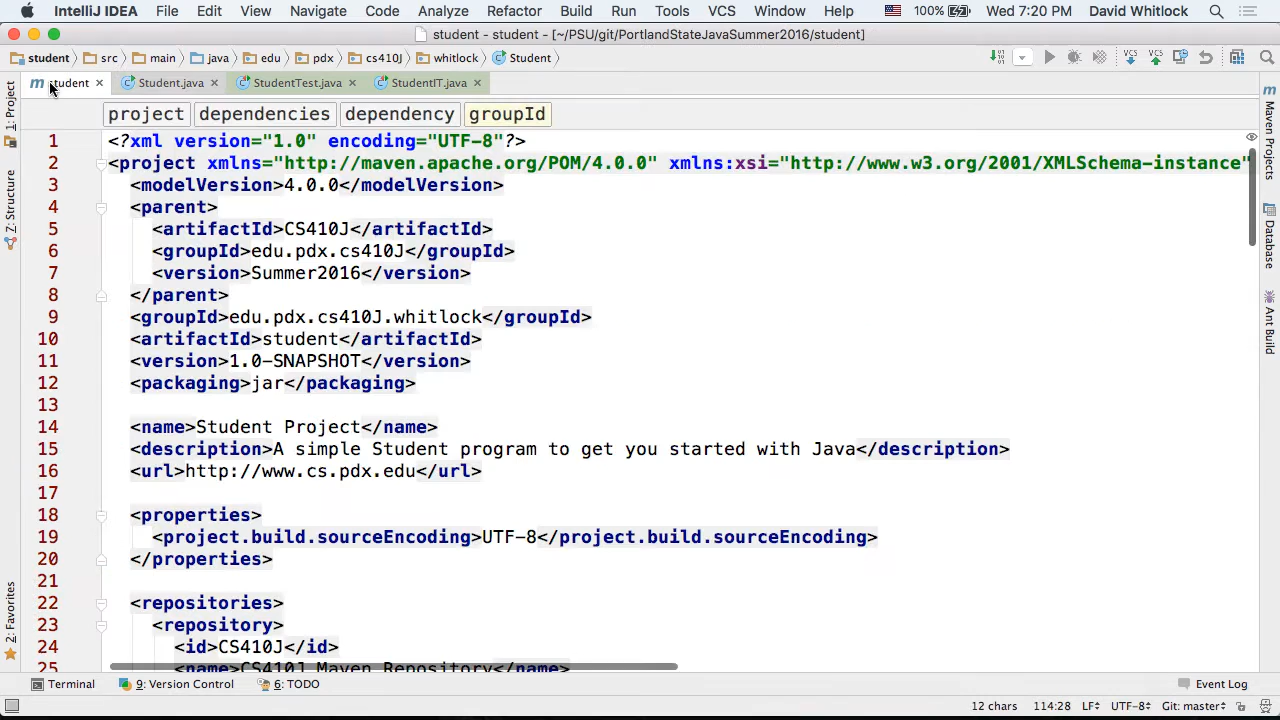 IntelliJ IDEA File Edit View Navigate Code Analyze Refactor Build Run Tools VCS Window Help 100% Wed 7:20 PM David Whitlock
student - student - [~/PSU/git/PortlandStateJavaSummer2016/student]
student src main java edu pdx cs410J whitlock Student
m student Student.java StudentTest.java StudentIT.java
project dependencies dependency groupId
1 <?xml version="1.0" encoding="UTF-8"?>
2 <project xmlns="http://maven.apache.org/POM/4.0.0" xmlns:xsi="http://www.w3.org/2001/XMLSchema-instance"
3 <modelVersion>4.0.0</modelVersion>
4 <parent>
5 <artifactId>CS410J</artifactId>
6 <groupId>edu.pdx.cs410J</groupId>
7 <version>Summer2016</version>
8 </parent>
9 <groupId>edu.pdx.cs410J.whitlock</groupId>
10 <artifactId>student</artifactId>
11 <version>1.0-SNAPSHOT</version>
12 <packaging>jar</packaging>
13
14 <name>Student Project</name>
15 <description>A simple Student program to get you started with Java</description>
16 <url>http://www.cs.pdx.edu</url>
17
18 <properties>
19 <project.build.sourceEncoding>UTF-8</project.build.sourceEncoding>
20 </properties>
21
22 <repositories>
23 <repository>
24 <id>CS410J</id>
25 <name>CS410J Maven Repository</name>
1: Project
7: Structure
2: Favorites
Maven Projects
Database
Ant Build
Terminal 9: Version Control 6: TODO Event Log
12 chars 114:28 LF UTF-8 Git: master